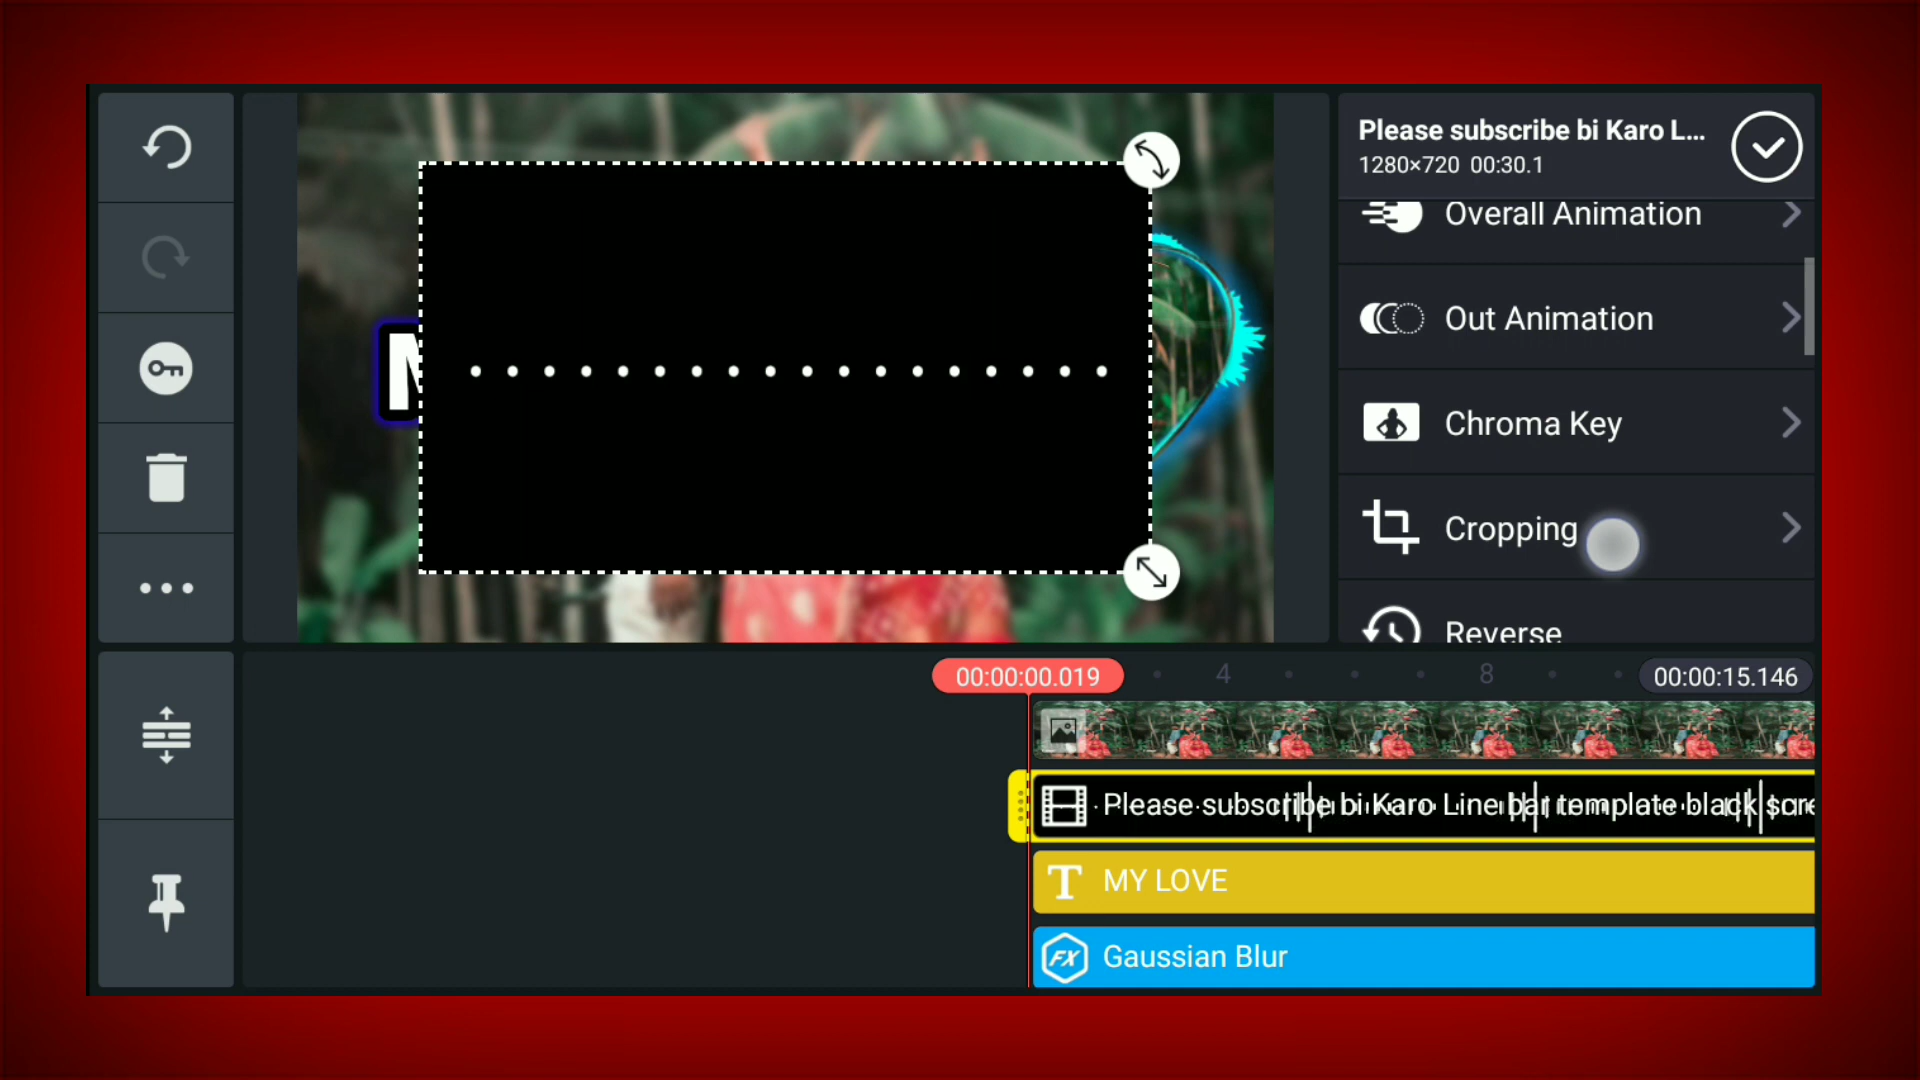 Please subscribe bi Karo L...
1280×720 00:30.1
Overall Animation
Out Animation
Chroma Key
Cropping
Reverse
M
00:00:00.019
4
8
00:00:15.146
Please subscribe bi Karo Line bar template black scre
T MY LOVE
FX Gaussian Blur